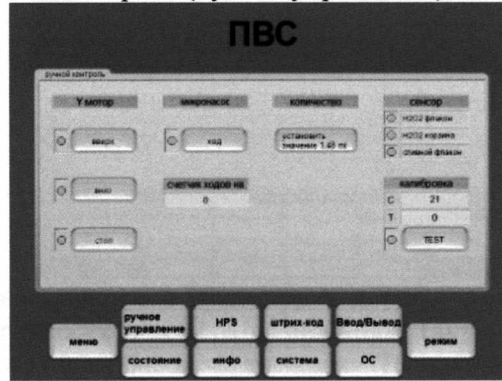 ПВС
ручной контроль
Y мотор
микронасос
количество
сенсор
вверх
ход
установить
значение 1.48 ml
H2O2 флакон
H2O2 корзина
сливной флакон
вниз
счетчик ходов на
0
калибровка
C 21
T 0
стоп
TEST
меню
ручное
управление
HPS
штрих-код
Ввод/Вывод
режим
состояние
инфо
система
ОС